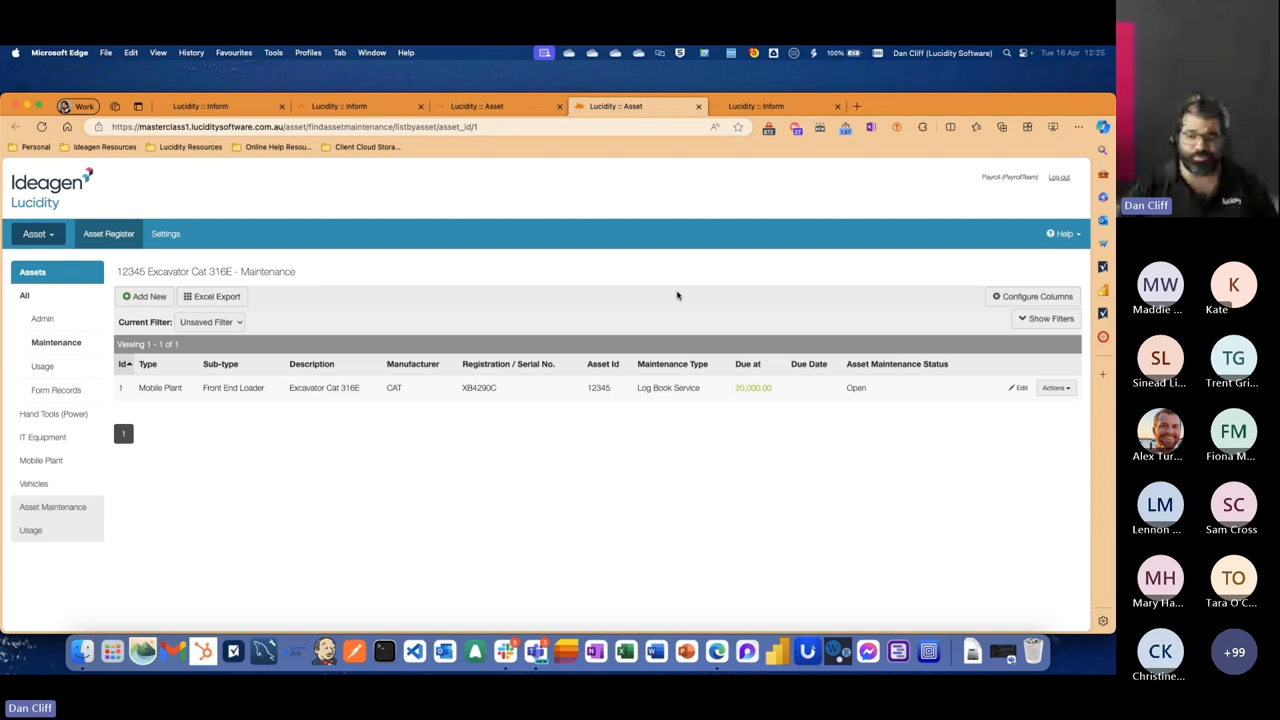 Microsoft Edge File Edit View History Favourites Tools Profiles Tab Window Help
100% Dan Cliff (Lucidity Software) Tue 16 Apr 12:25
Work Lucidity :: Inform Lucidity :: Inform Lucidity :: Asset Lucidity :: Asset Lucidity :: Inform
https://masterclass1.luciditysoftware.com.au/asset/findassetmaintenance/listbyasset/asset_id/1
Personal Ideagen Resources Lucidity Resources Online Help Resou... Client Cloud Stora...
Ideagen
Lucidity
Payroll (PayrollTeam) Log out
Asset Asset Register Settings Help
Assets
All
Admin
Maintenance
Usage
Form Records
Hand Tools (Power)
IT Equipment
Mobile Plant
Vehicles
Asset Maintenance
Usage
12345 Excavator Cat 316E - Maintenance
Add New Excel Export Configure Columns
Current Filter: Unsaved Filter Show Filters
Viewing 1 - 1 of 1
Id Type Sub-type Description Manufacturer Registration / Serial No. Asset Id Maintenance Type Due at Due Date Asset Maintenance Status
1 Mobile Plant Front End Loader Excavator Cat 316E CAT XB4290C 12345 Log Book Service 20,000.00 Open Edit Actions
1
Dan Cliff
MW K
Maddie ... Kate
SL TG
Sinead Li... Trent Gri...
FM
Alex Tur... Fiona M...
LM SC
Lennon ... Sam Cross
MH TO
Mary Ha... Tara O'C...
CK +99
Christine...
Dan Cliff